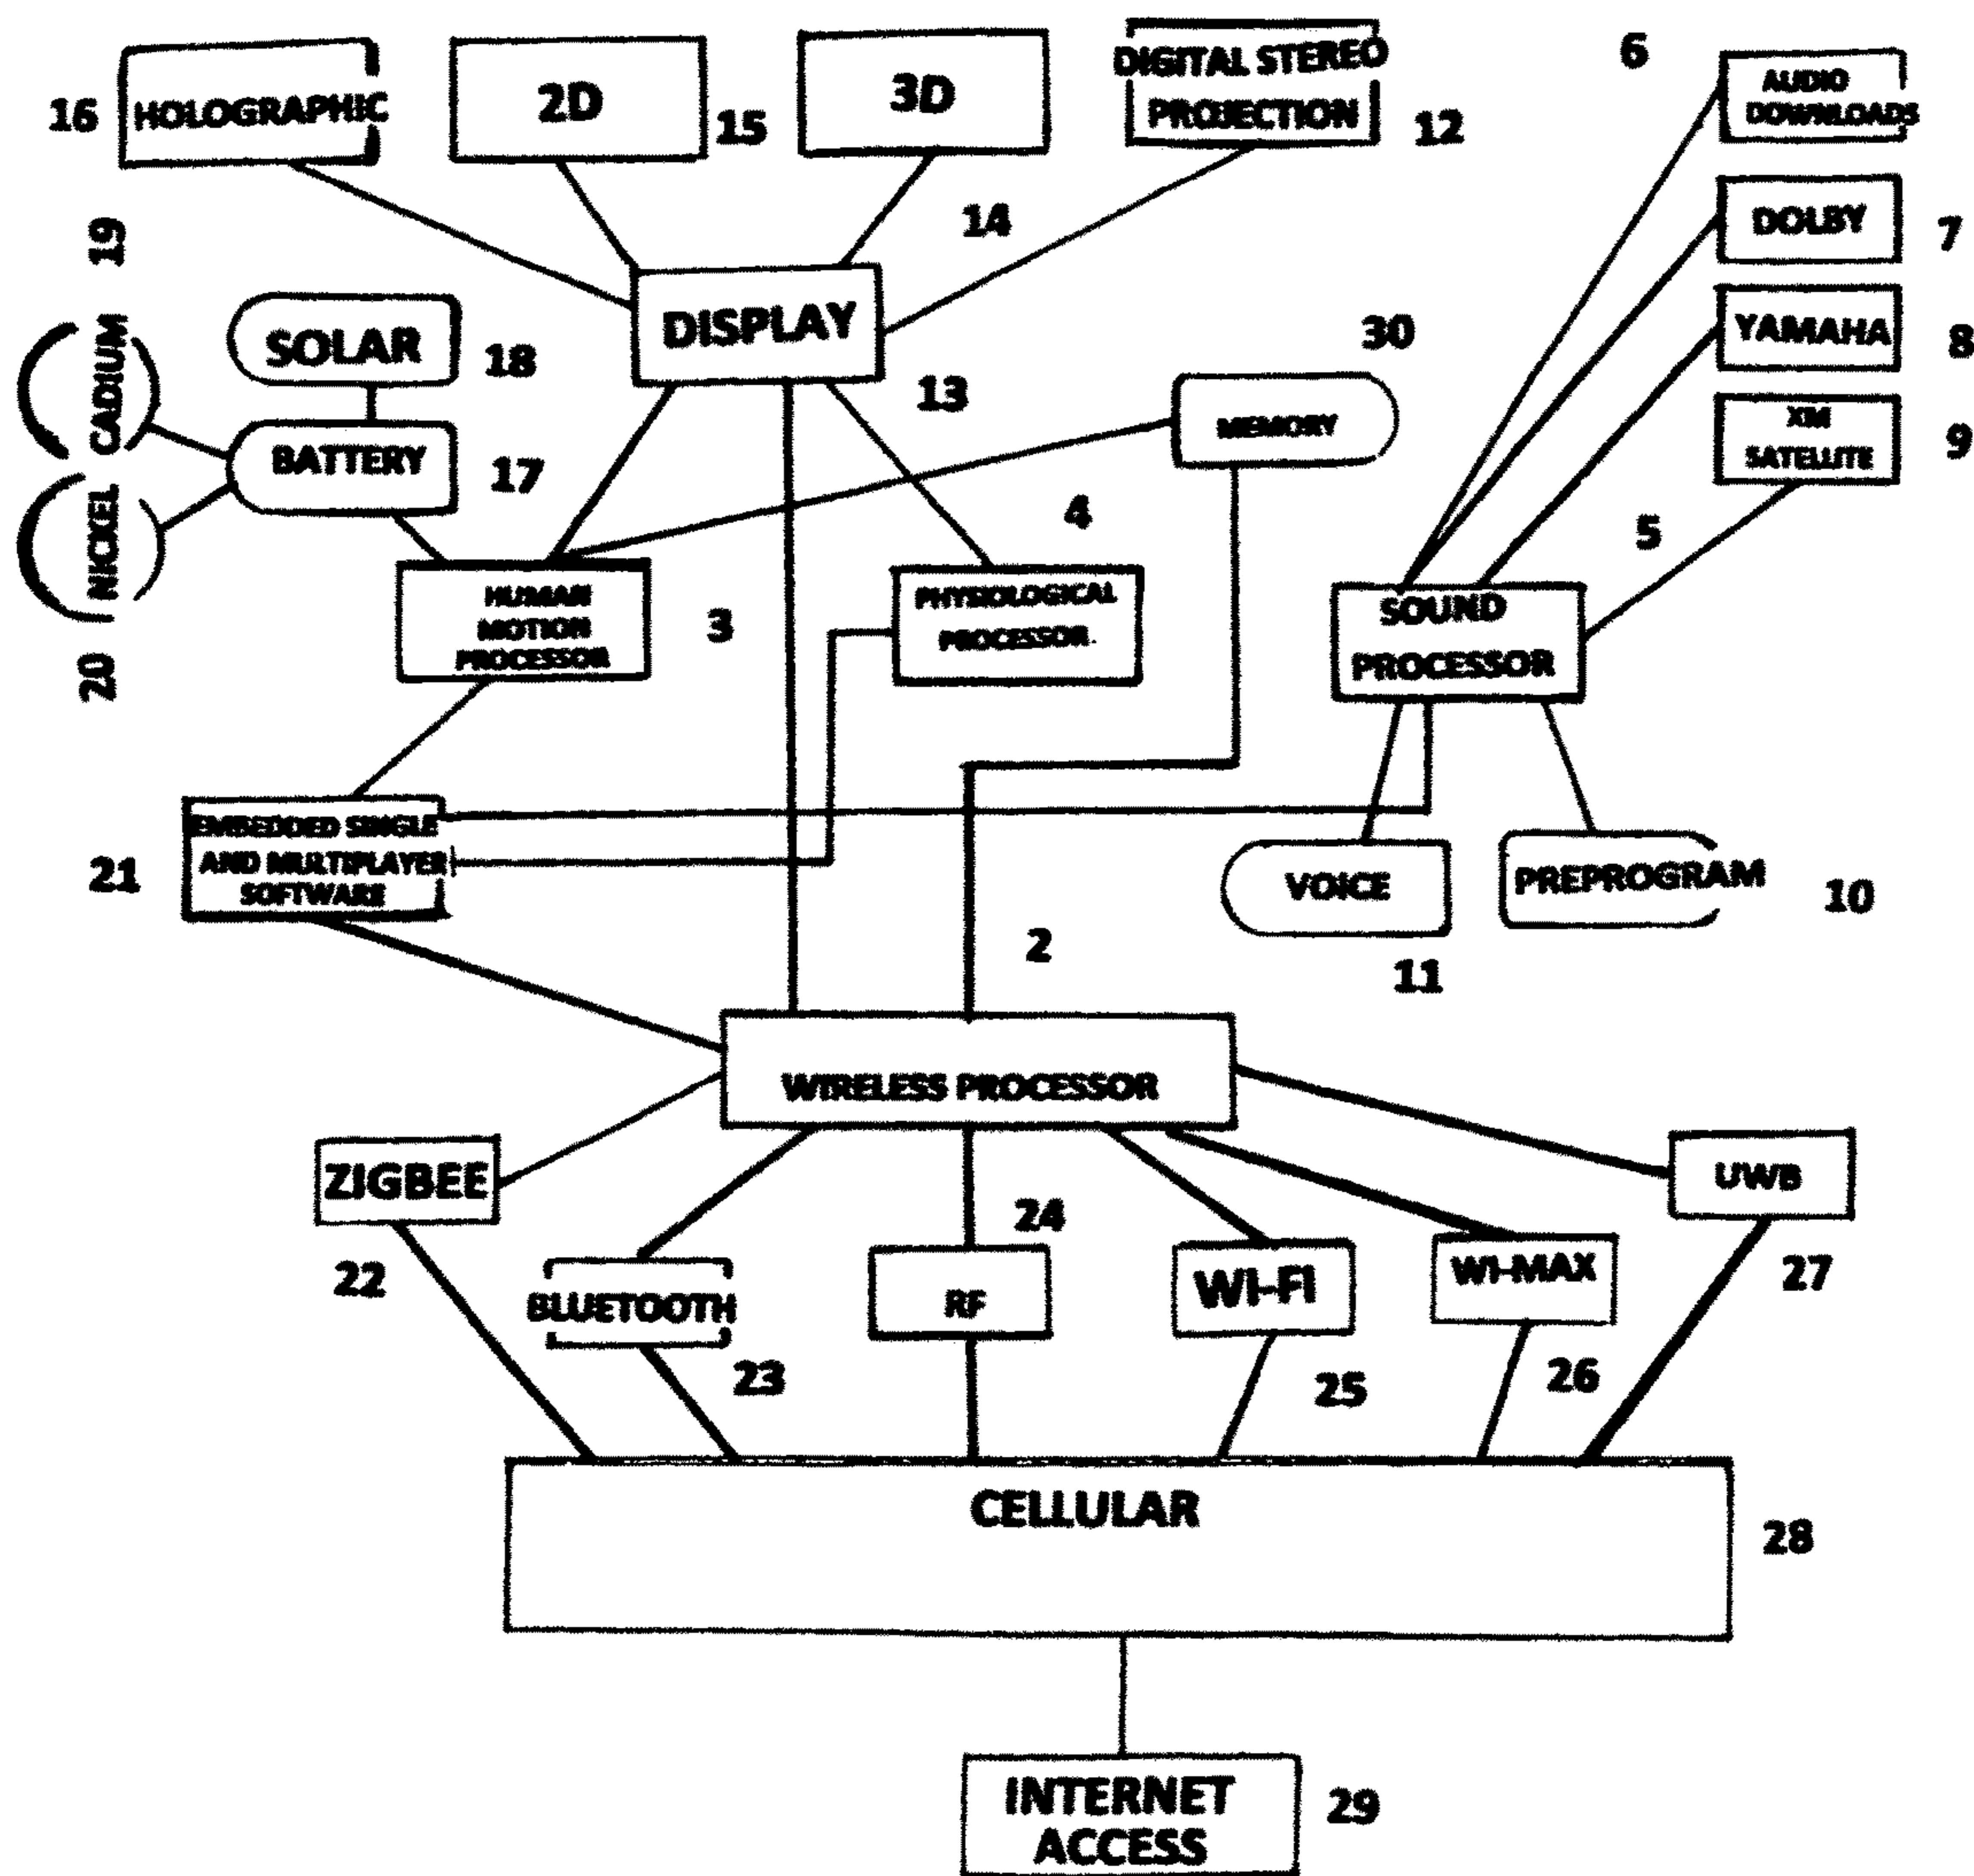 16
HOLOGRAPHIC
2D
15
3D
DIGITAL STEREO
PROJECTION
12
6
AUDIO
DOWNLOADS
DOLBY
7
YAMAHA
8
XM
SATELLITE
9
19
CADIUM
SOLAR
18
DISPLAY
14
13
30
MEMORY
NICKEL
BATTERY
17
20
HUMAN
MOTION
PROCESSOR
3
4
PHYSIOLOGICAL
PROCESSOR
5
SOUND
PROCESSOR
21
EMBEDDED SINGLE
AND MULTIPLAYER
SOFTWARE
VOICE
11
PREPROGRAM
10
2
WIRELESS PROCESSOR
ZIGBEE
22
BLUETOOTH
23
24
RF
WI-FI
25
WI-MAX
26
UWB
27
CELLULAR
28
INTERNET
ACCESS
29